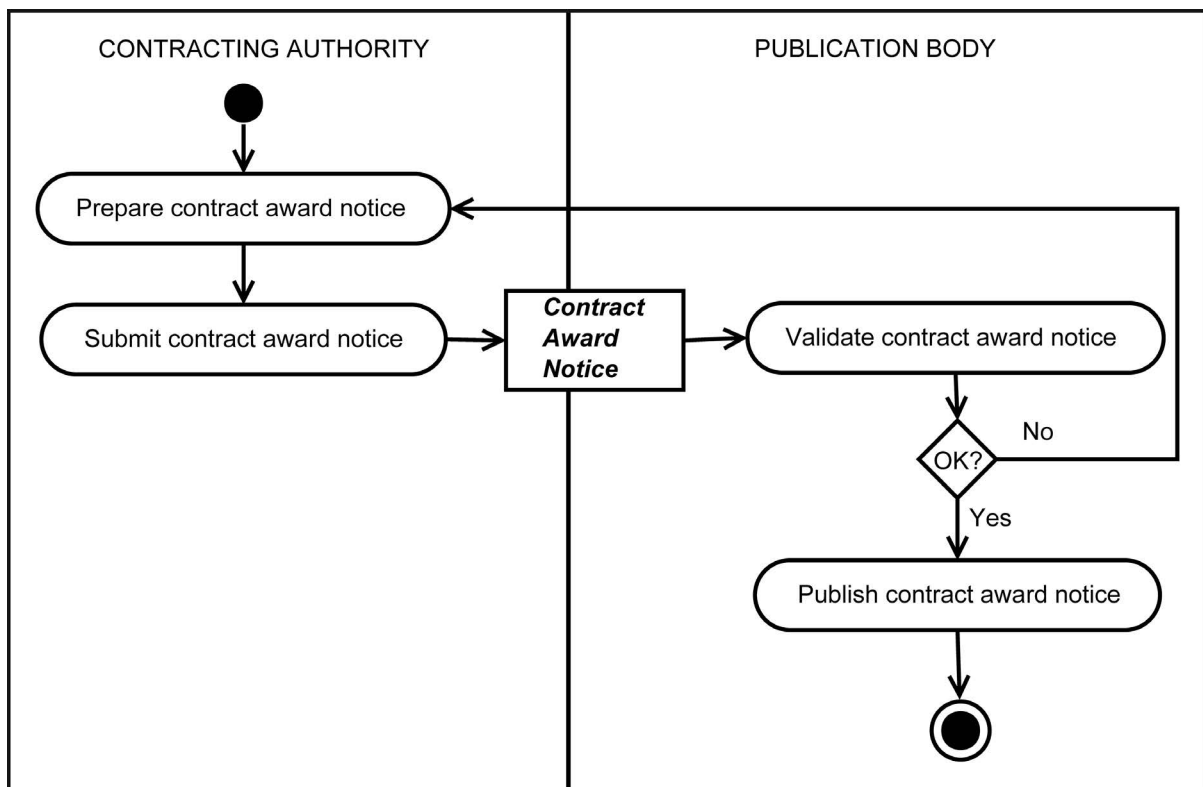 CONTRACTING AUTHORITY
PUBLICATION BODY
Prepare contract award notice
Submit contract award notice
Contract
Award
Notice
Validate contract award notice
No
OK?
Yes
Publish contract award notice